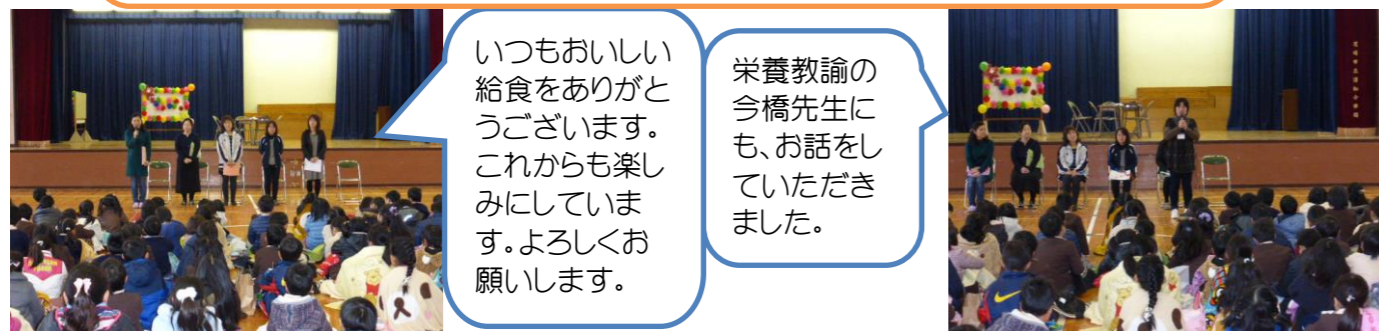 いつもおいしい
給食をありがと
うございます。
これからも楽し
みにしていま
す。よろしくお
願いします。
栄養教諭の
今橋先生に
も、お話をし
ていただき
ました。